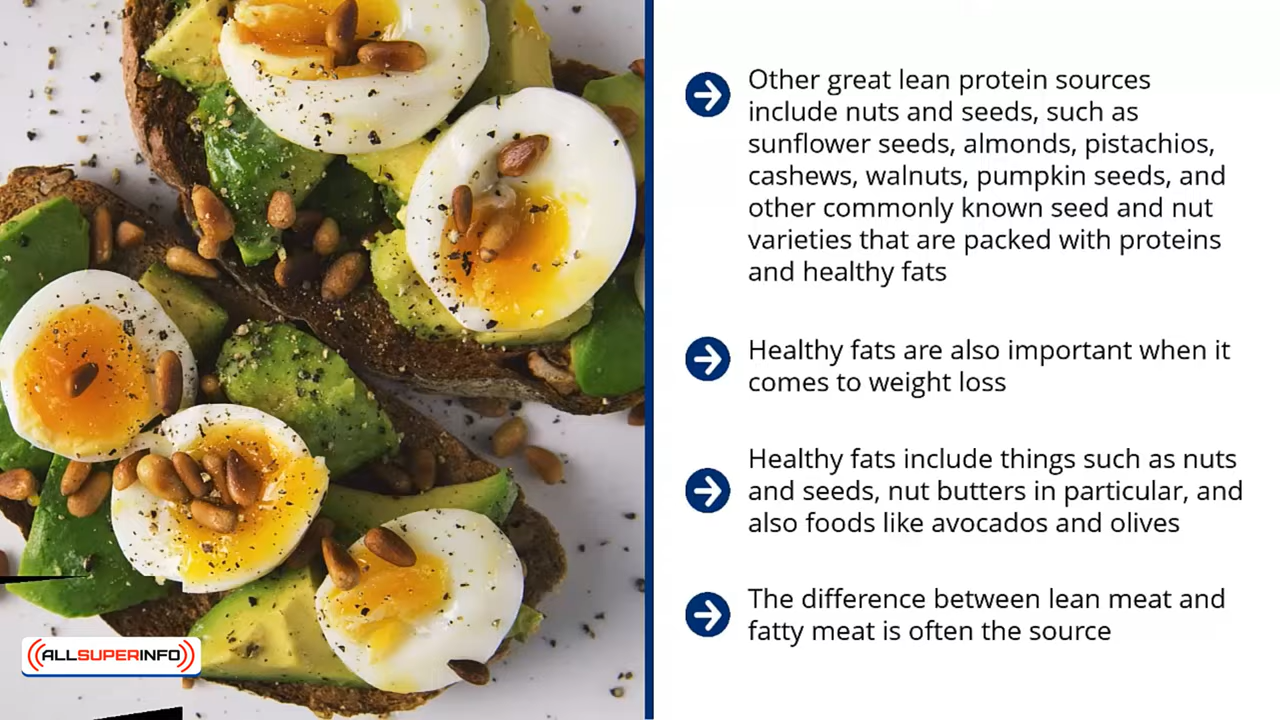 Other great lean protein sources
include nuts and seeds, such as
sunflower seeds, almonds, pistachios,
cashews, walnuts, pumpkin seeds, and
other commonly known seed and nut
varieties that are packed with proteins
and healthy fats
Healthy fats are also important when it
comes to weight loss
Healthy fats include things such as nuts
and seeds, nut butters in particular, and
also foods like avocados and olives
The difference between lean meat and
fatty meat is often the source
ALLSUPERINFO